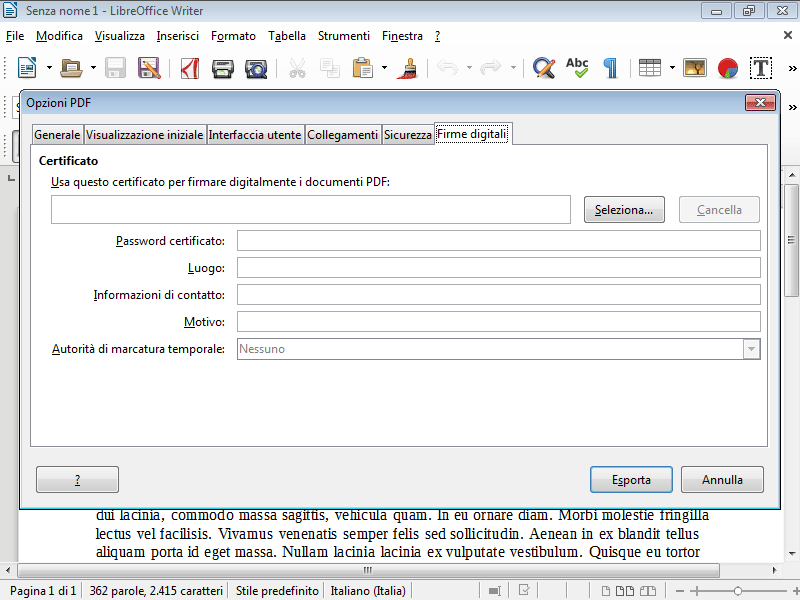 Senza nome 1 - LibreOffice Writer
File Modifica Visualizza Inserisci Formato Tabella Strumenti Finestra ?
Abc
T
Opzioni PDF
Generale Visualizzazione iniziale Interfaccia utente Collegamenti Sicurezza Firme digitali
Certificato
Usa questo certificato per firmare digitalmente i documenti PDF:
Seleziona... Cancella
Password certificato:
Luogo:
Informazioni di contatto:
Motivo:
Autorità di marcatura temporale: Nessuno
? Esporta Annulla
dui lacinia, commodo massa sagittis, vehicula quam. In eu ornare diam. Morbi molestie fringilla
lectus vel facilisis. Vivamus venenatis semper felis sed sollicitudin. Aenean in ex blandit tellus
aliquam porta id eget massa. Nullam lacinia lacinia ex vulputate vestibulum. Quisque eu tortor
Pagina 1 di 1 362 parole, 2.415 caratteri Stile predefinito Italiano (Italia)